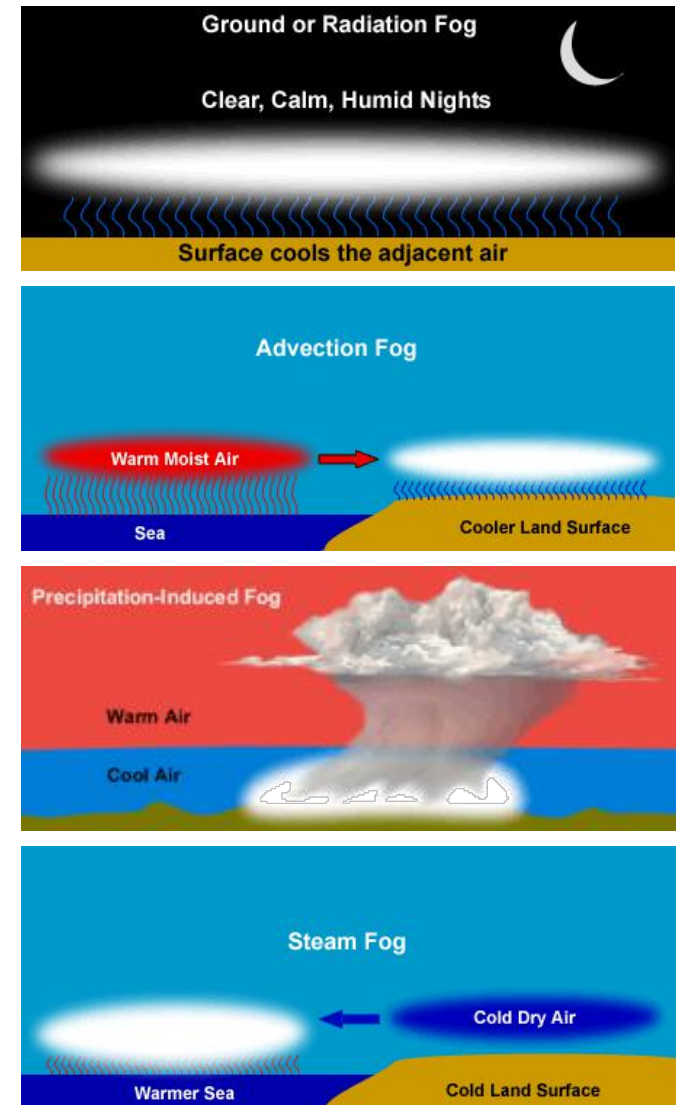 Ground or Radiation Fog
Clear, Calm, Humid Nights
Surface cools the adjacent air
Advection Fog
Warm Moist Air
Sea
Cooler Land Surface
Precipitation-Induced Fog
Warm Air
Cool Air
Steam Fog
Cold Dry Air
Warmer Sea
Cold Land Surface